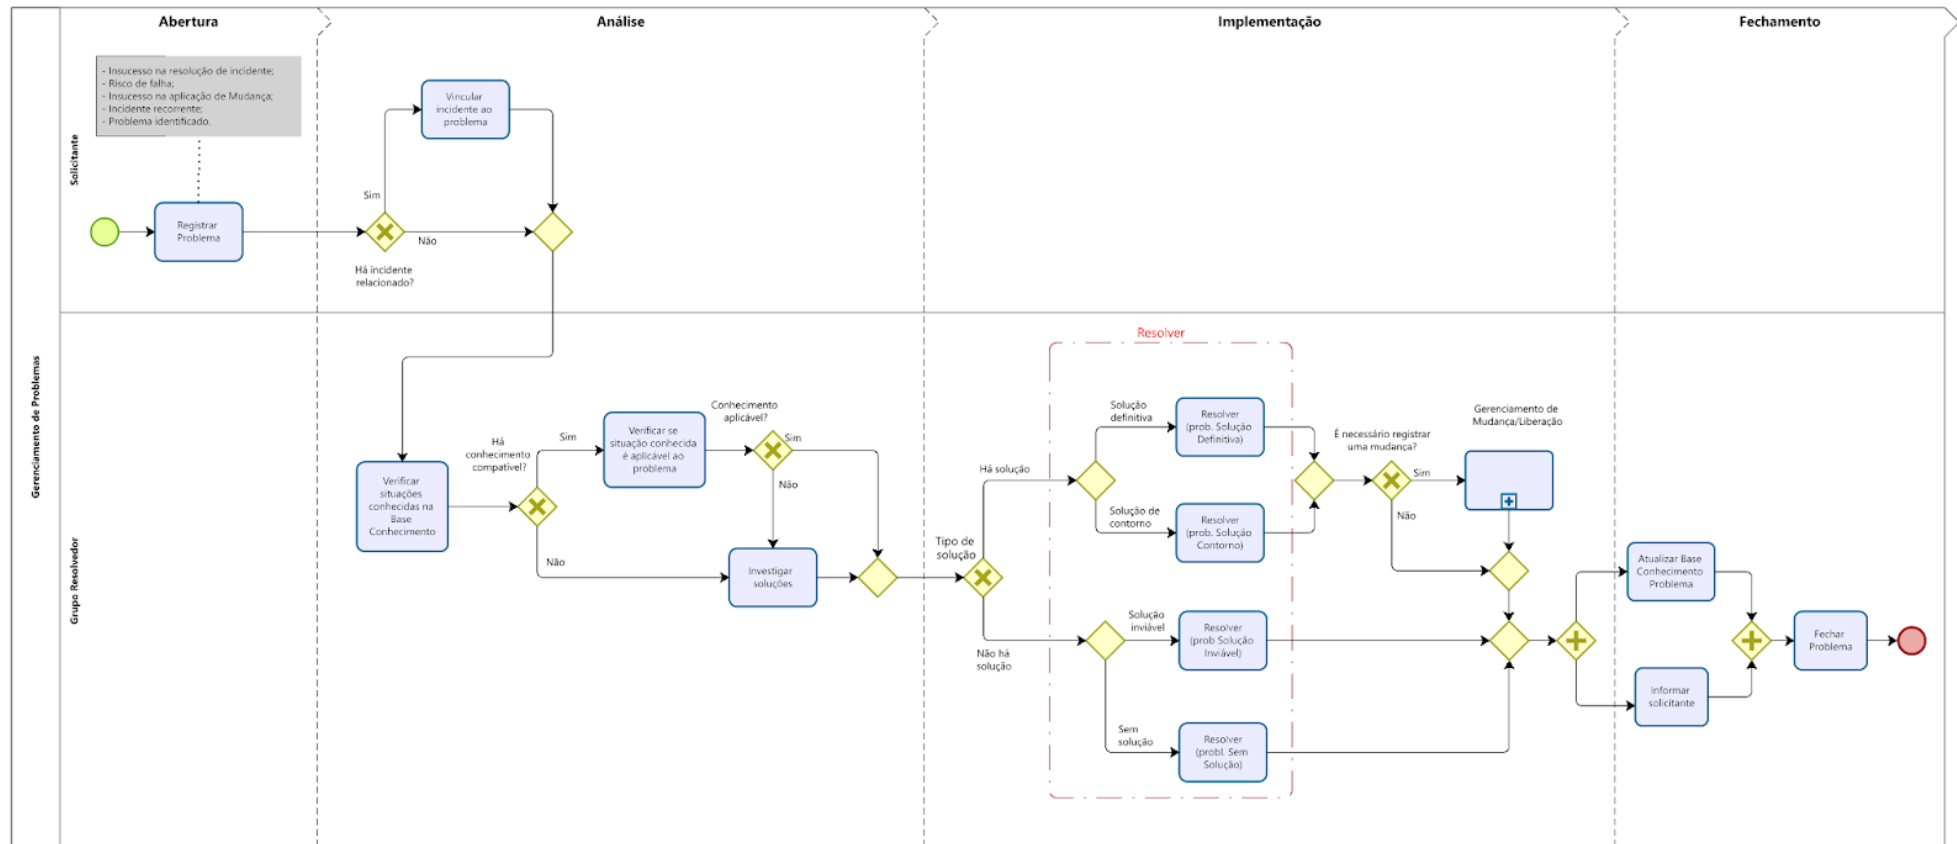 Abertura
Análise
Implementação
Fechamento
Gerenciamento de Problemas
Solicitante
- Insucesso na resolução de incidente;
- Risco de falha;
- Insucesso na aplicação de Mudança;
- Incidente recorrente;
- Problema identificado.
Registrar
Problema
Sim
Não
Há incidente
relacionado?
Vincular
incidente ao
problema
Grupo Resolvedor
Verificar
situações
conhecidas na
Base
Conhecimento
Há
conhecimento
compatível?
Sim
Não
Verificar se
situação conhecida
é aplicável ao
problema
Conhecimento
aplicável?
Sim
Não
Investigar
soluções
Tipo de
solução
Há solução
Não há
solução
Resolver
Solução
definitiva
Resolver
(prob. Solução
Definitiva)
Solução de
contorno
Resolver
(prob. Solução
Contorno)
Solução
inviável
Resolver
(prob Solução
Inviável)
Sem
solução
Resolver
(probl. Sem
Solução)
É necessário registrar
uma mudança?
Sim
Não
Gerenciamento de
Mudança/Liberação
Atualizar Base
Conhecimento
Problema
Informar
solicitante
Fechar
Problema